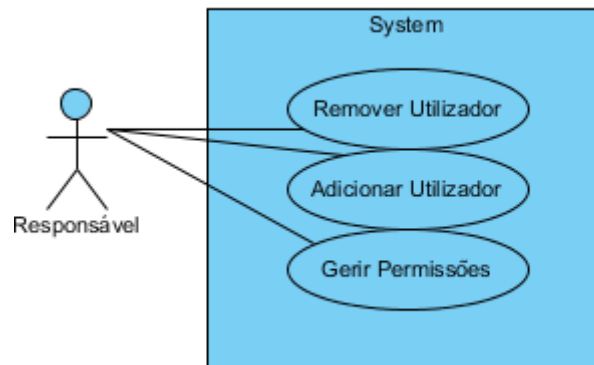 System
Remover Utilizador
Adicionar Utilizador
Responsável
Gerir Permissões